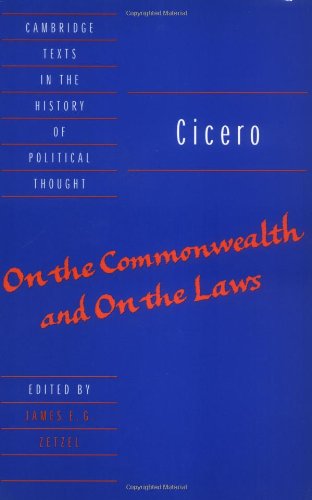 CAMBRIDGE
TEXTS
IN THE
HISTORY
OF
POLITICAL
THOUGHT
Cicero
On the Commonwealth
and On the Laws
EDITED BY
JAMES E. G.
ZETZEL